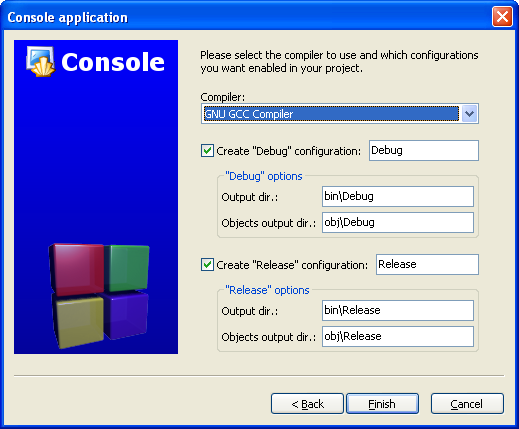 Console application
Console
Please select the compiler to use and which configurations
you want enabled in your project.
Compiler:
GNU GCC Compiler
Create "Debug" configuration: Debug
"Debug" options
Output dir.: bin\Debug
Objects output dir.: obj\Debug
Create "Release" configuration: Release
"Release" options
Output dir.: bin\Release
Objects output dir.: obj\Release
< Back Finish Cancel